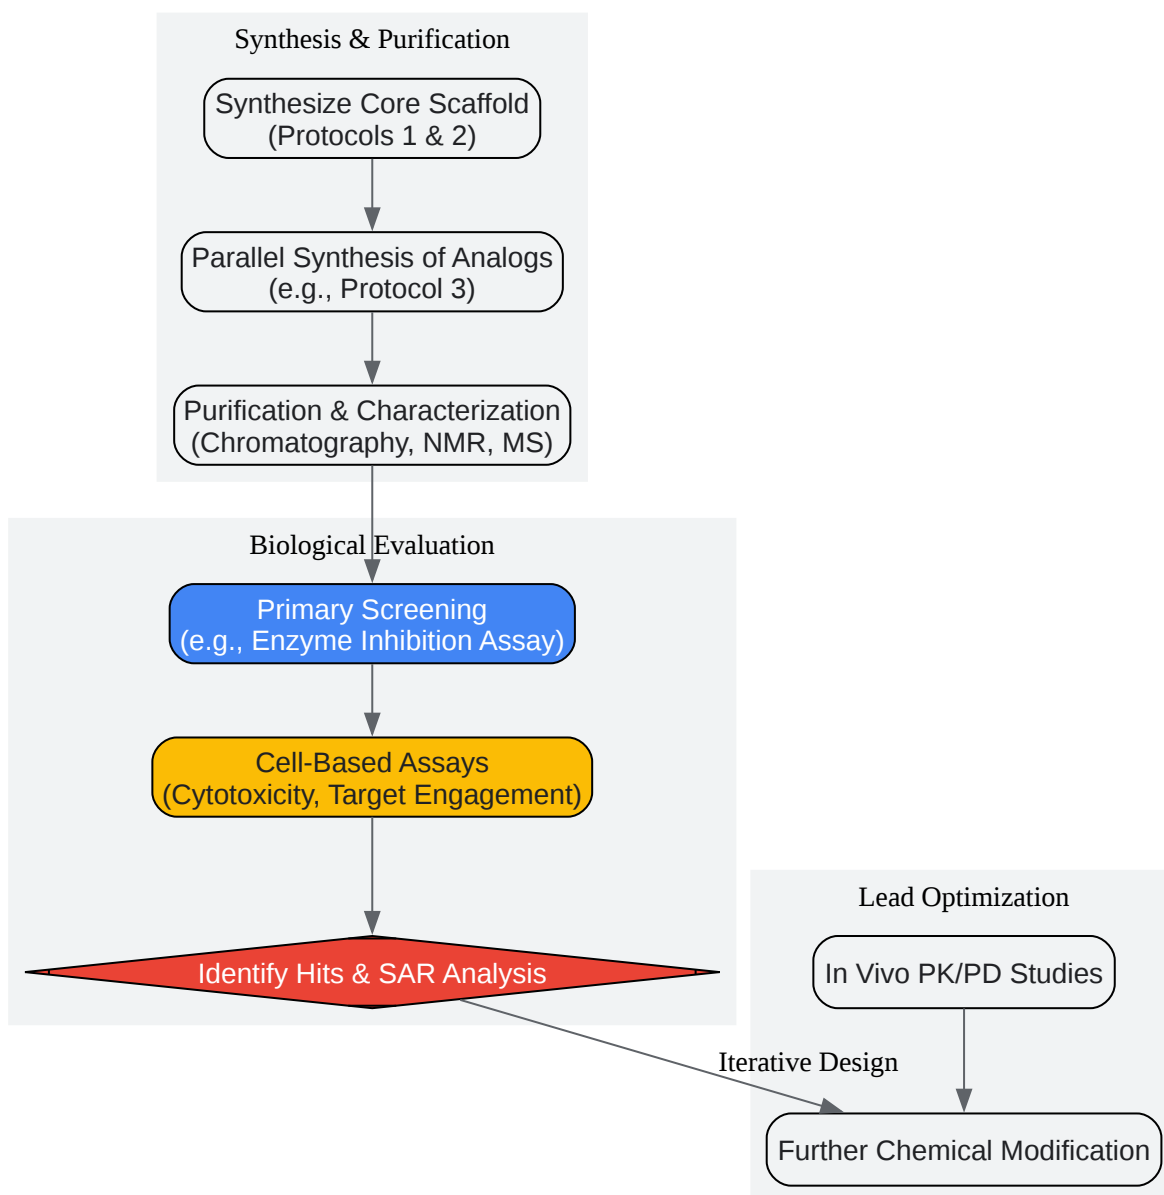 Synthesis & Purification
Synthesize Core Scaffold
(Protocols 1 & 2)
Parallel Synthesis of Analogs
(e.g., Protocol 3)
Purification & Characterization
(Chromatography, NMR, MS)
Biological Evaluation
Primary Screening
(e.g., Enzyme Inhibition Assay)
Cell-Based Assays
(Cytotoxicity, Target Engagement)
Identify Hits & SAR Analysis
Lead Optimization
In Vivo PK/PD Studies
Iterative Design
Further Chemical Modification